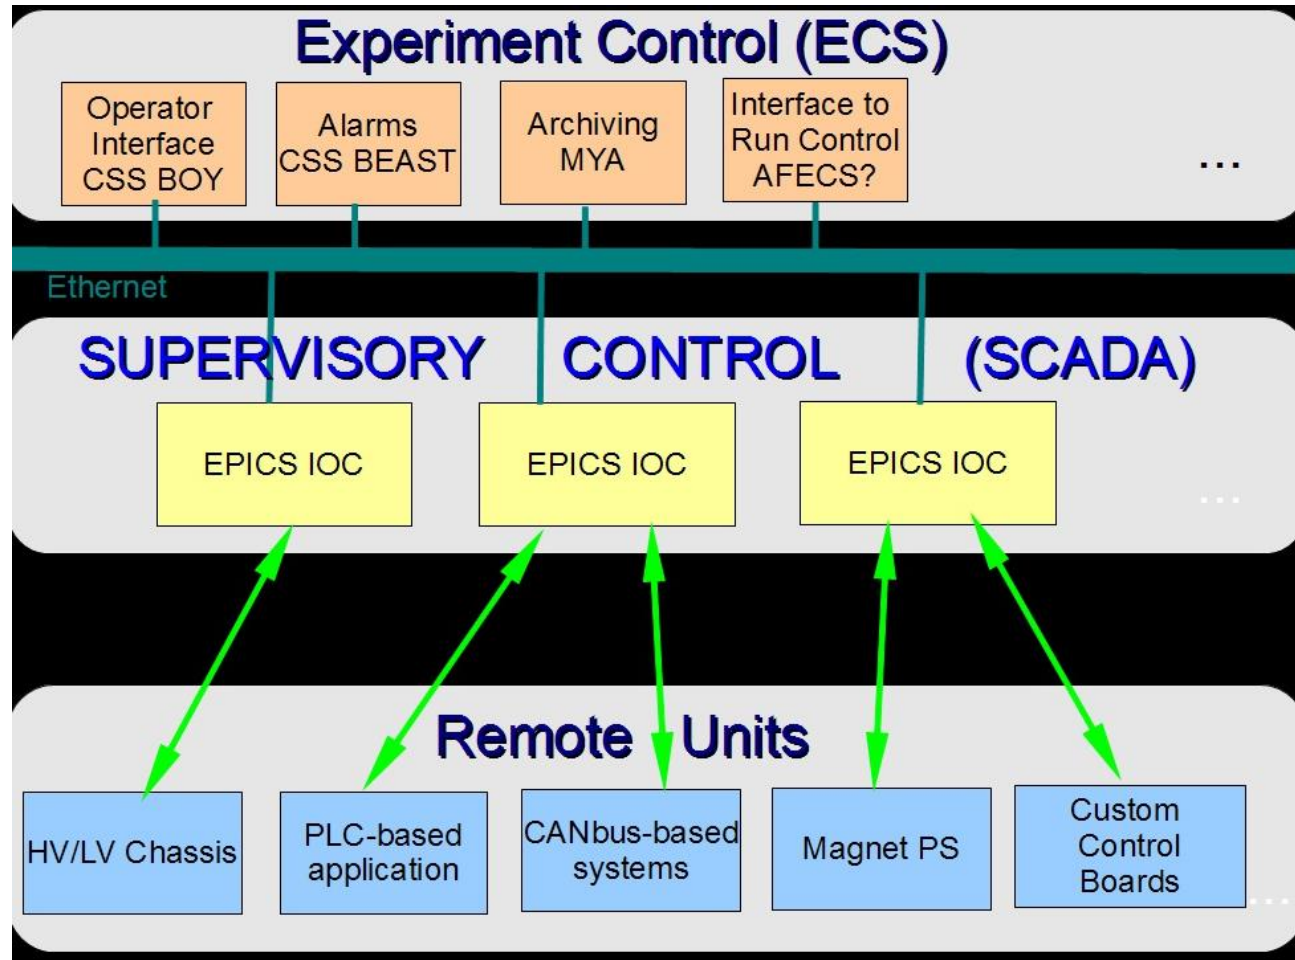 Experiment Control (ECS)
Operator
Interface
CSS BOY
Alarms
CSS BEAST
Archiving
MYA
Interface to
Run Control
AFECS?
...
Ethernet
SUPERVISORY CONTROL (SCADA)
EPICS IOC
EPICS IOC
EPICS IOC
...
Remote Units
HV/LV Chassis
PLC-based
application
CANbus-based
systems
Magnet PS
Custom
Control
Boards
...